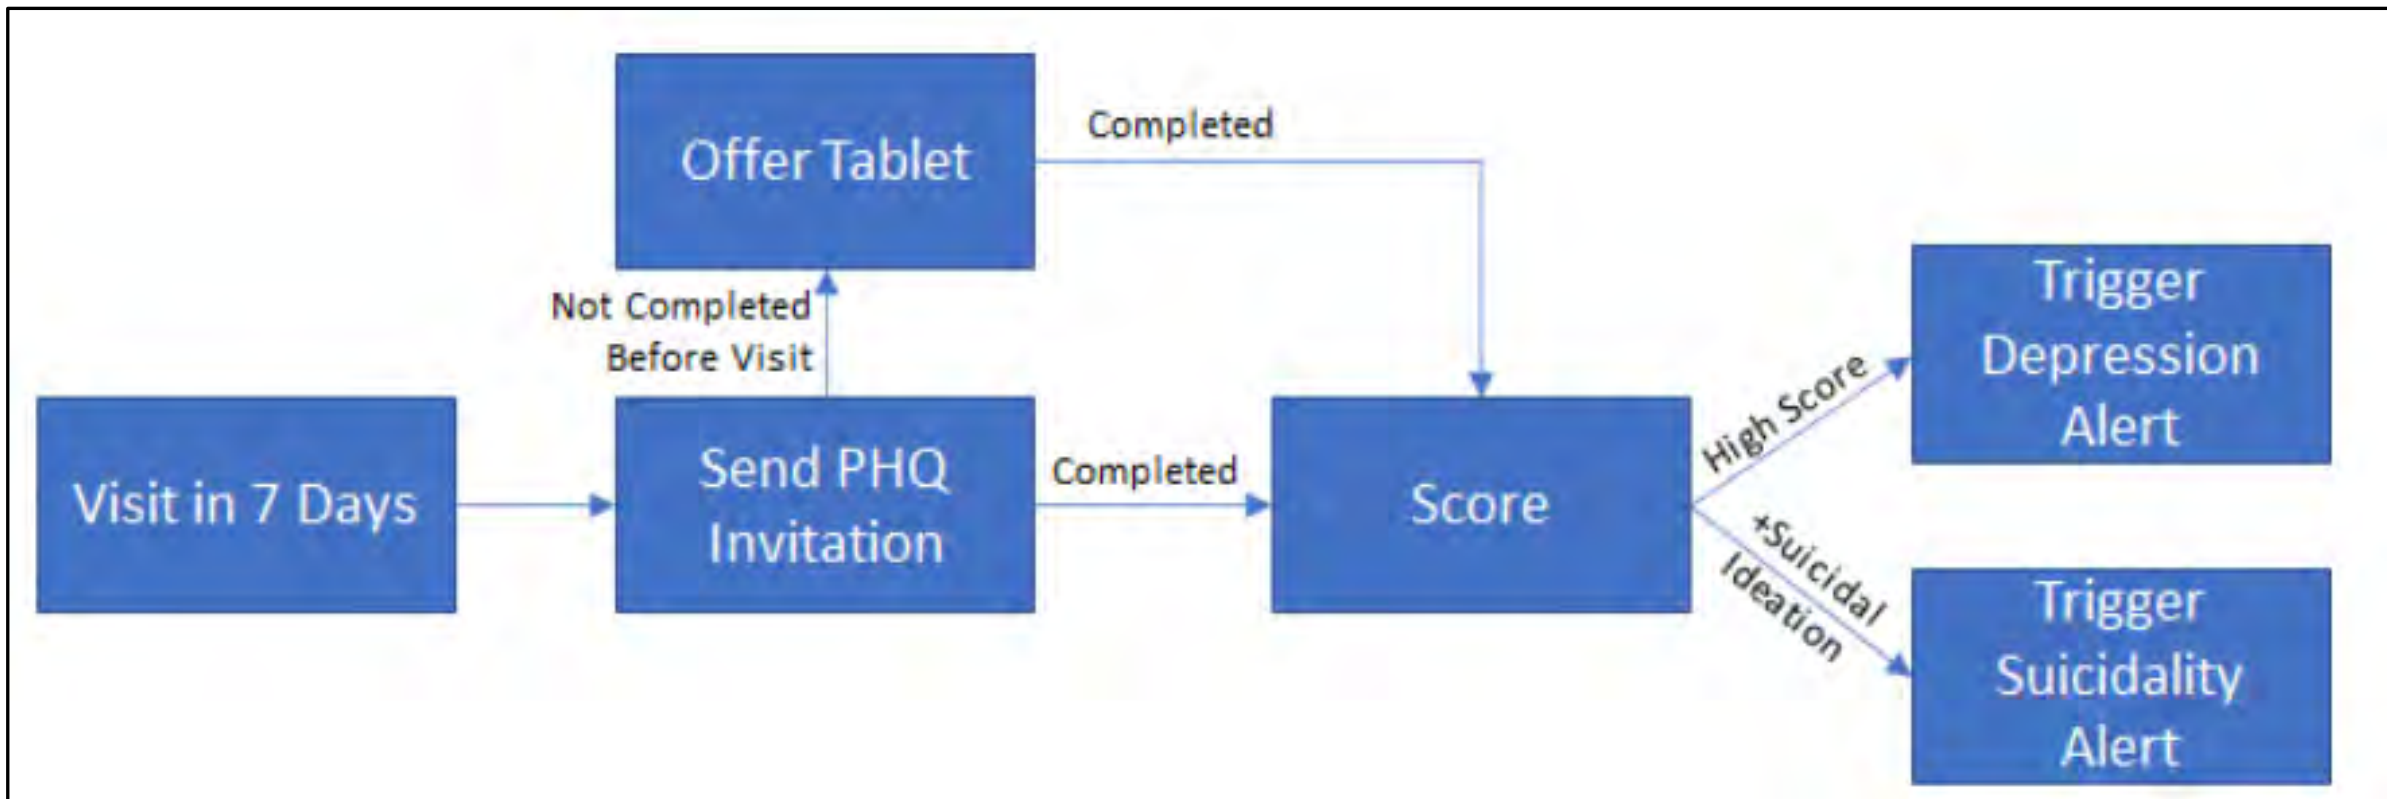 Offer Tablet
Completed
Not Completed
Before Visit
Visit in 7 Days
Send PHQ
Invitation
Completed
Score
High Score
+Suicidal
Ideation
Trigger
Depression
Alert
Trigger
Suicidality
Alert